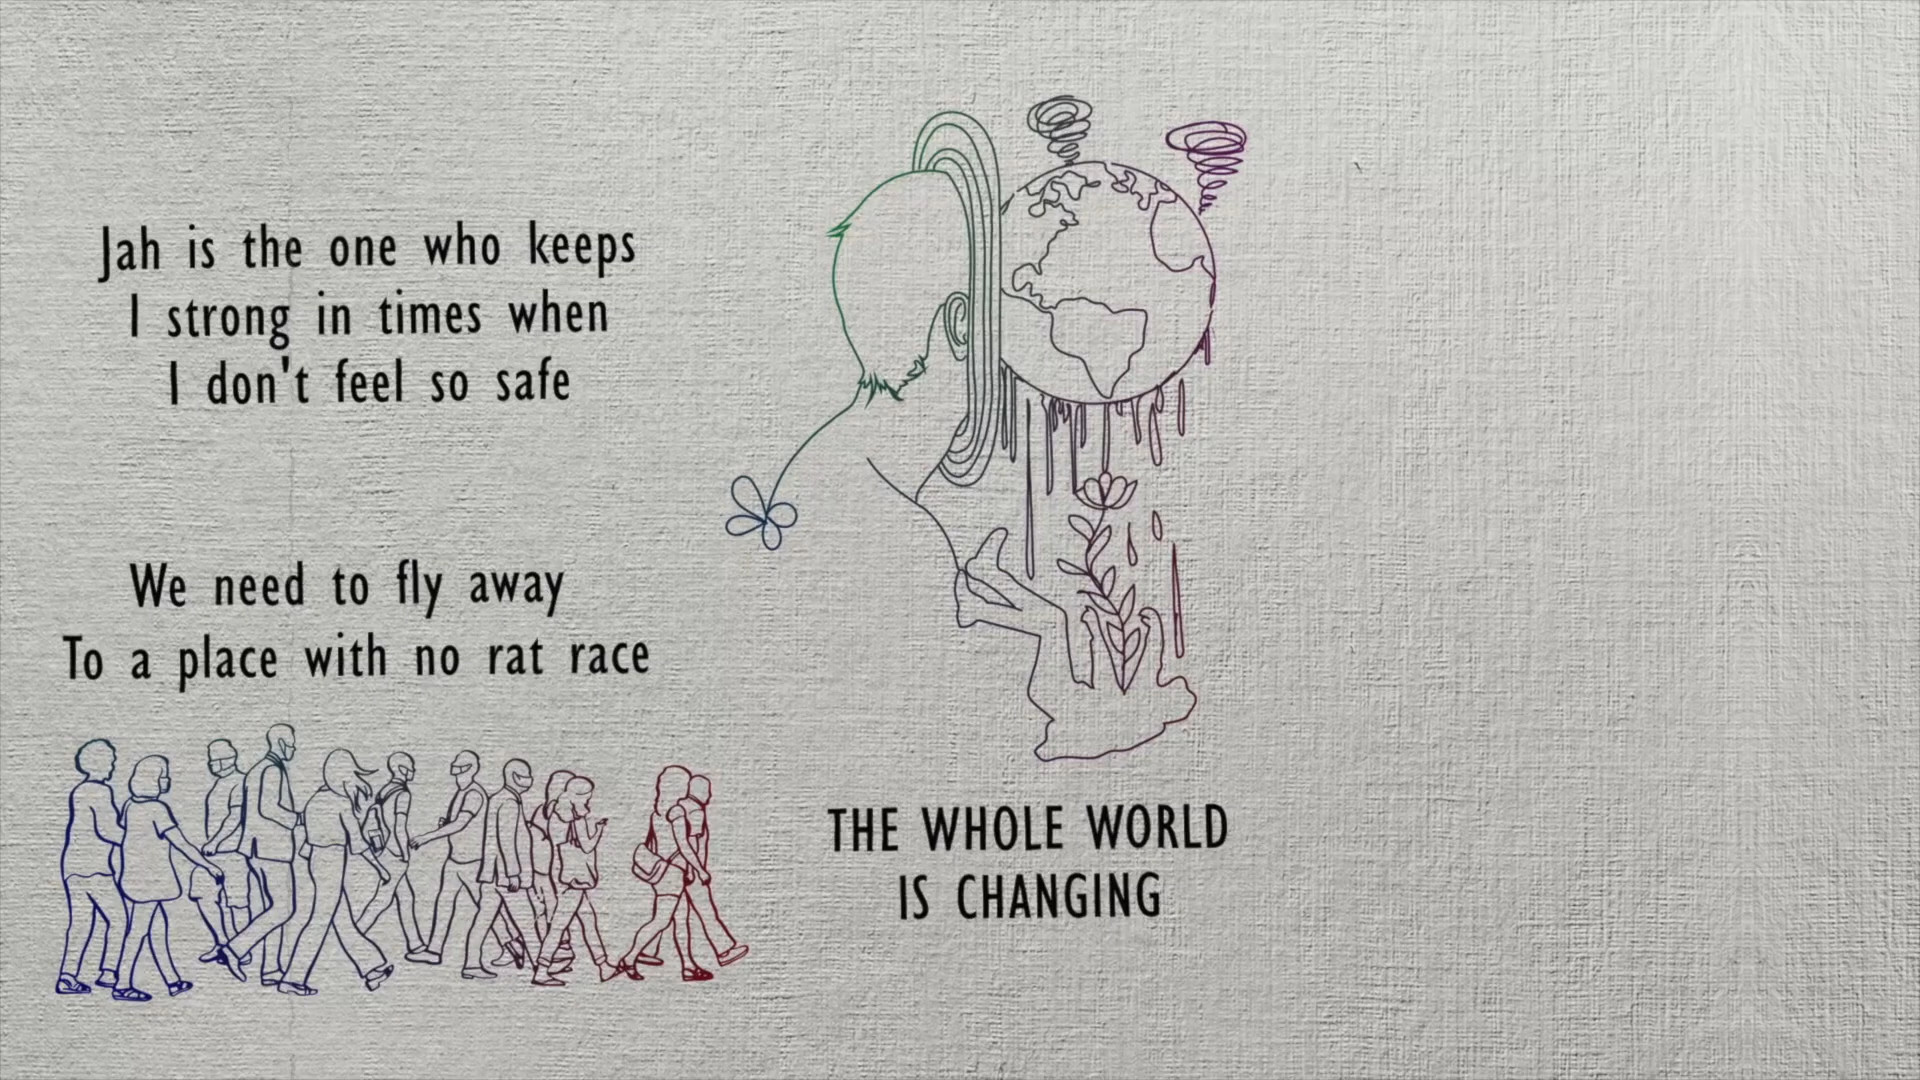 Jah is the one who keeps
I strong in times when
I don't feel so safe
We need to fly away
To a place with no rat race
THE WHOLE WORLD
IS CHANGING